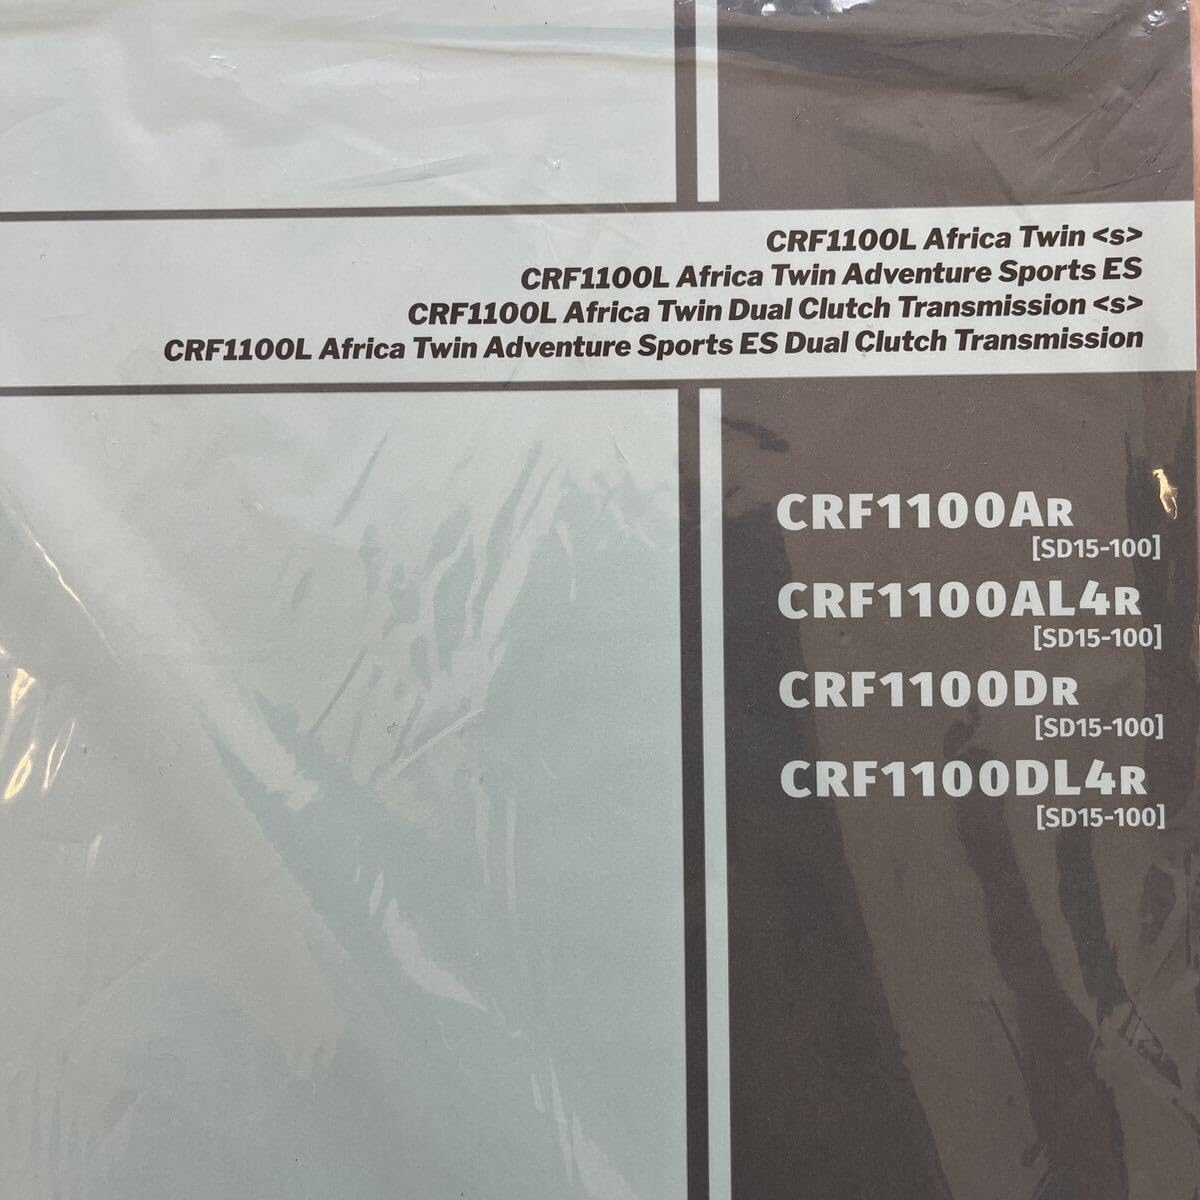 CRF1100L Africa Twin <s>
CRF1100L Africa Twin Adventure Sports ES
CRF1100L Africa Twin Dual Clutch Transmission <s>
CRF1100L Africa Twin Adventure Sports ES Dual Clutch Transmission
CRF1100AR
[SD15-100]
CRF1100AL4R
[SD15-100]
CRF1100DR
[SD15-100]
CRF1100DL4R
[SD15-100]